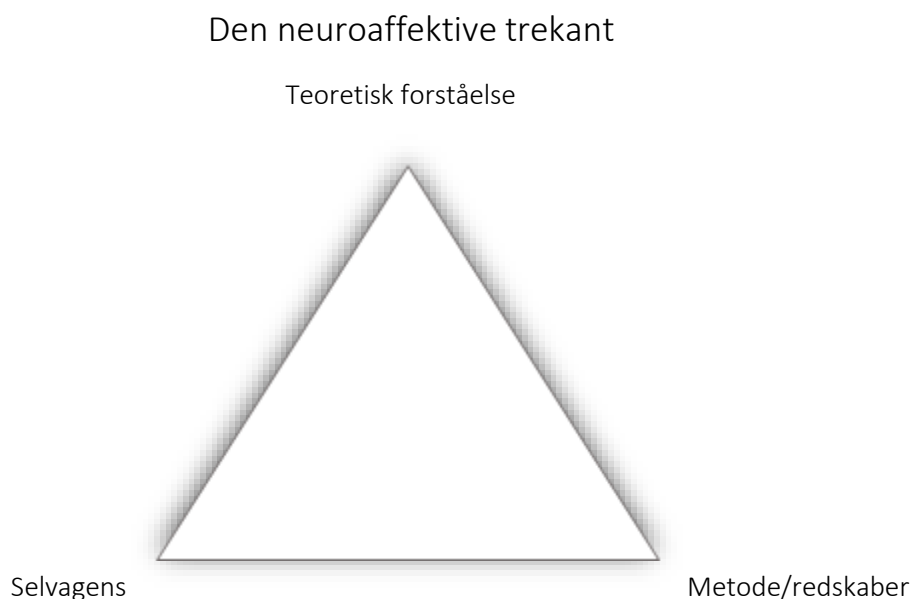 Den neuroaffektive trekant
Teoretisk forståelse
Selvagens
Metode/redskaber